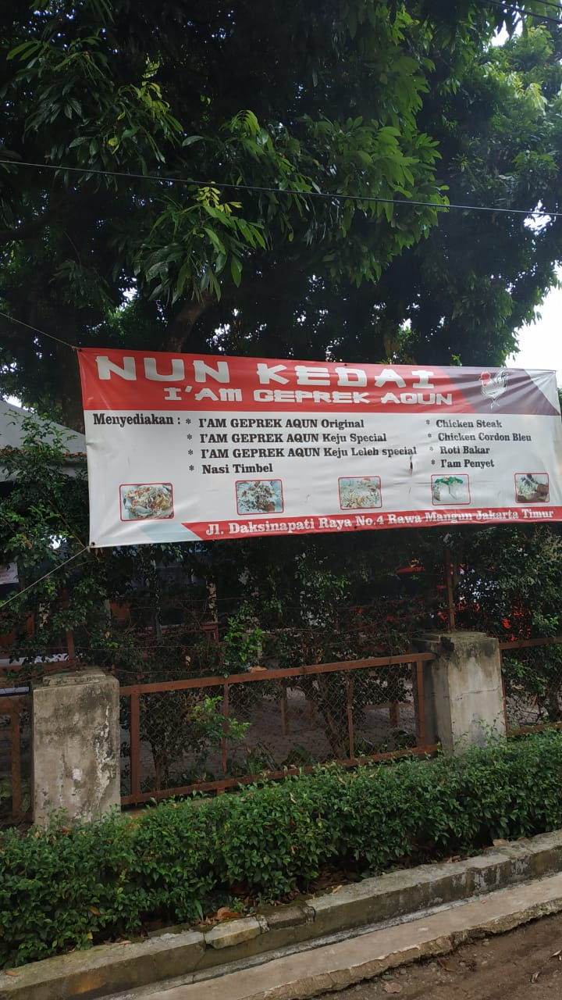 NUN KEDAI
I'AM GEPREK AQUN
Menyediakan : * I'AM GEPREK AQUN Original
* I'AM GEPREK AQUN Keju Special
* I'AM GEPREK AQUN Keju Leleh special
* Nasi Timbel
* Chicken Steak
* Chicken Cordon Bleu
* Roti Bakar
* I'am Penyet
Jl. Daksinapati Raya No.4 Rawa Mangun Jakarta Timur